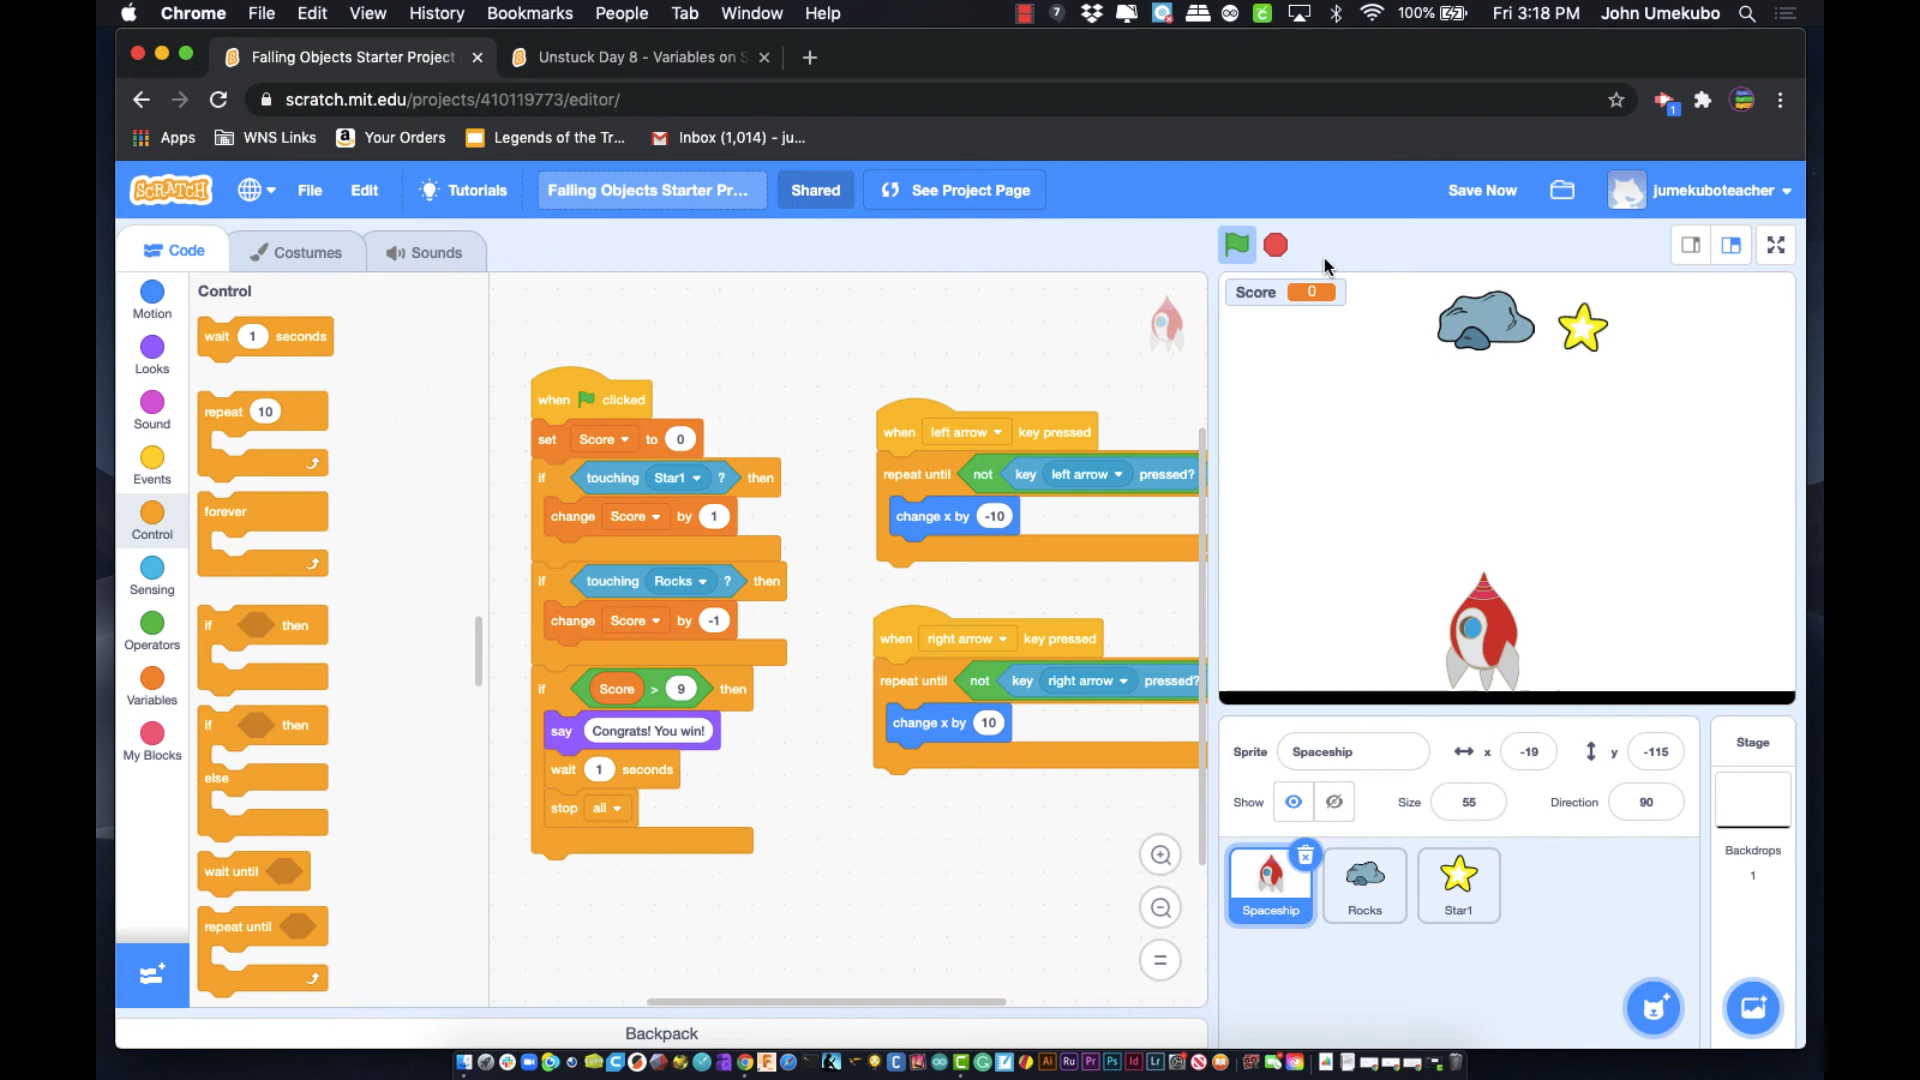 Chrome File Edit View History Bookmarks People Tab Window Help 7 100% Fri 3:18 PM John Umekubo
Falling Objects Starter Project Unstuck Day 8 - Variables on S
scratch.mit.edu/projects/410119773/editor/ 1
Apps WNS Links Your Orders Legends of the Tr... Inbox (1,014) - ju...
SCRATCH File Edit Tutorials Falling Objects Starter Pr... Shared See Project Page Save Now jumekuboteacher
Code Costumes Sounds
Motion
Looks
Sound
Events
Control
Sensing
Operators
Variables
My Blocks
Control
wait 1 seconds
repeat 10
forever
if then
if then
else
wait until
repeat until
when clicked
set Score to 0
if touching Star1 ? then
change Score by 1
if touching Rocks ? then
change Score by -1
if Score > 9 then
say Congrats! You win!
wait 1 seconds
stop all
when left arrow key pressed
repeat until not key left arrow pressed?
change x by -10
when right arrow key pressed
repeat until not key right arrow pressed?
change x by 10
Score 0
Sprite Spaceship x -19 y -115
Show Size 55 Direction 90
Spaceship Rocks Star1
Stage
Backdrops
1
Backpack
Ai Ru Pr Ps Id Lr